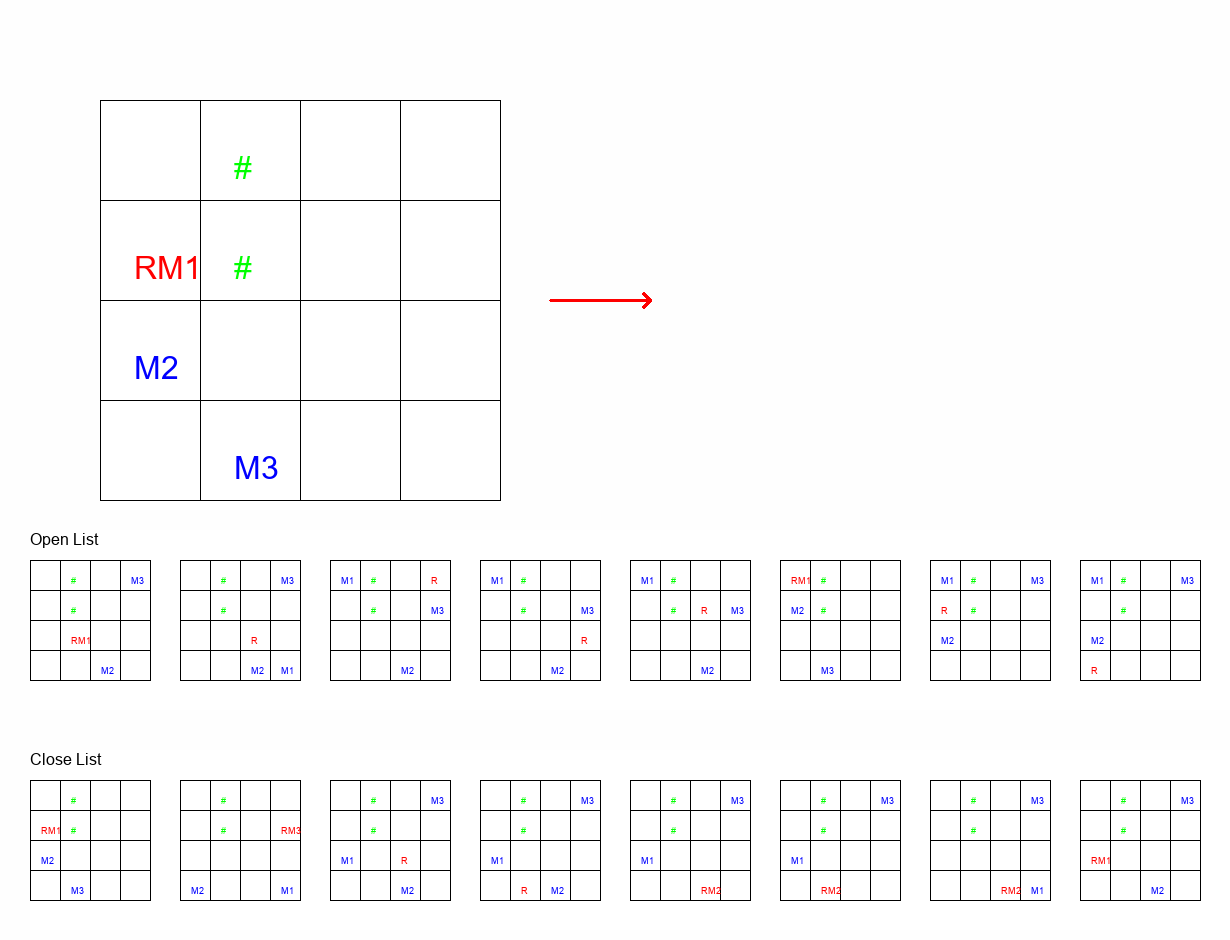 #
RM1 #
M2
M3
Open List
# M3 # M3 M1 # R M1 # M1 # RM1 # M1 # M3 M1 # M3
# # # M3 # M3 # R M3 M2 # R # #
RM1 R R M2 M2
M2 M2 M1 M2 M2 M2 M3 R
Close List
# # # M3 # M3 # M3 # M3 # M3 # M3
RM1 # # RM3 # # # # # #
M2 M1 R M1 M1 M1 RM1
M3 M2 M1 M2 R M2 RM2 RM2 RM2 M1 M2